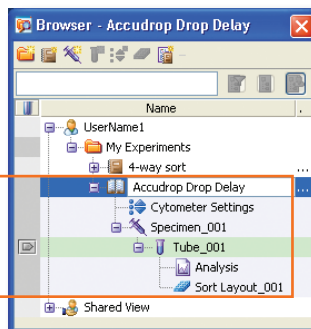 Browser - Accudrop Drop Delay
Name
UserName1
My Experiments
4-way sort
...
Accudrop Drop Delay
...
Cytometer Settings
Specimen_001
Tube_001
Analysis
Sort Layout_001
Shared View